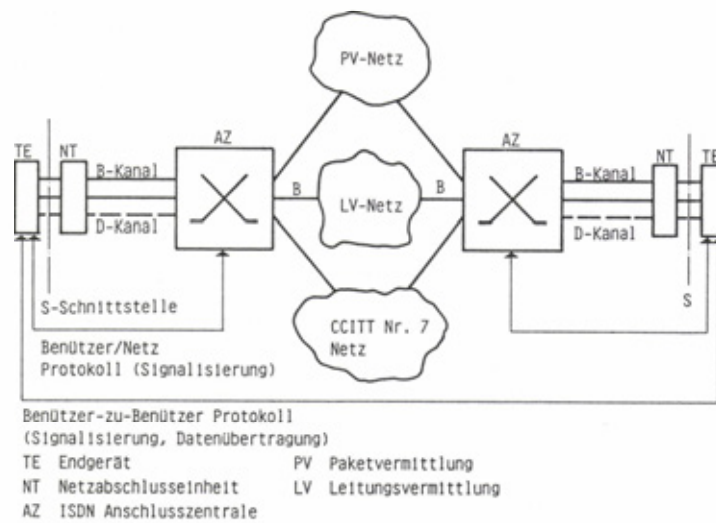 PV-Netz
AZ
AZ
TE
NT
NT
TE
B-Kanal
B
LV-Netz
B
B-Kanal
D-Kanal
D-Kanal
S-Schnittstelle
S
CCITT Nr. 7
Netz
Benützer/Netz
Protokoll (Signalisierung)
Benützer-zu-Benützer Protokoll
(Signalisierung, Datenübertragung)
TE Endgerät
PV Paketvermittlung
NT Netzabschlusseinheit
LV Leitungsvermittlung
AZ ISDN Anschlusszentrale